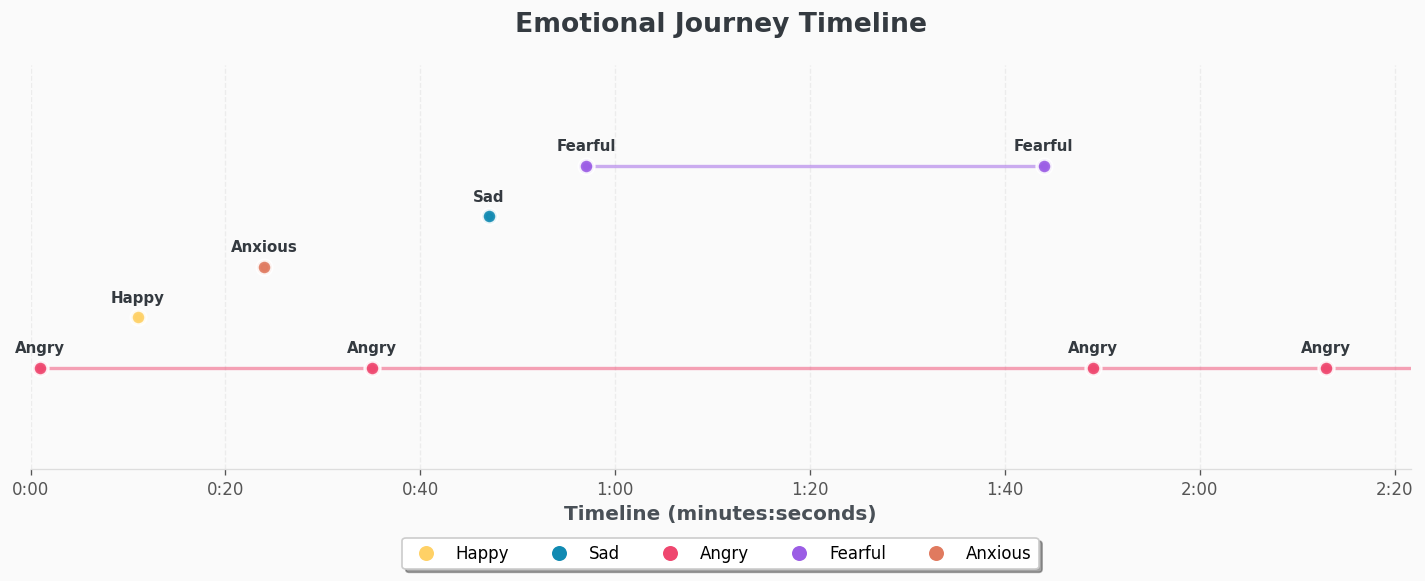 Emotional Journey Timeline
Fearful Fearful
Sad
Anxious
Happy
Angry Angry Angry Angry
0:00 0:20 0:40 1:00 1:20 1:40 2:00 2:20
Timeline (minutes:seconds)
Happy Sad Angry Fearful Anxious